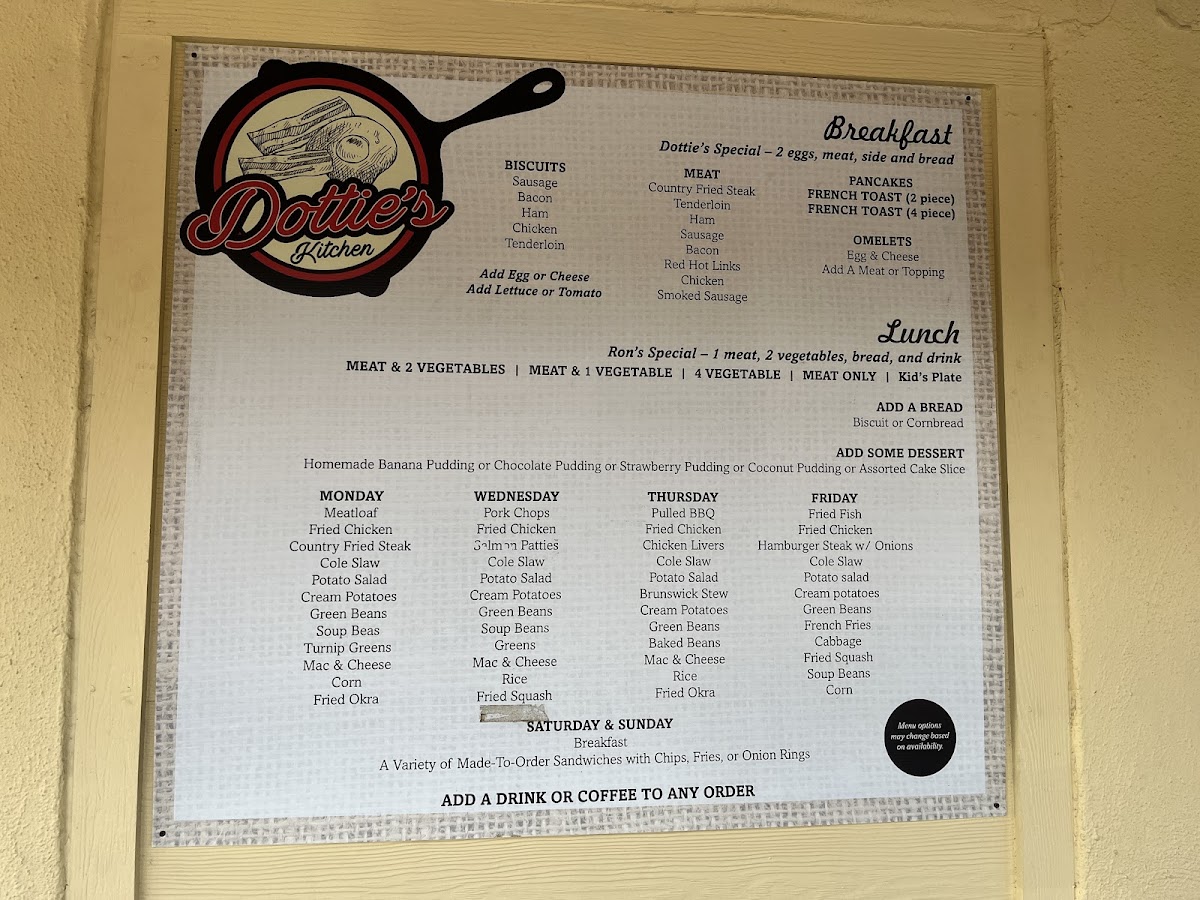 Dottie's
Kitchen
Breakfast
Dottie's Special – 2 eggs, meat, side and bread
BISCUITS
Sausage
Bacon
Ham
Chicken
Tenderloin
Add Egg or Cheese
Add Lettuce or Tomato
MEAT
Country Fried Steak
Tenderloin
Ham
Sausage
Bacon
Red Hot Links
Chicken
Smoked Sausage
PANCAKES
FRENCH TOAST (2 piece)
FRENCH TOAST (4 piece)
OMELETS
Egg & Cheese
Add A Meat or Topping
Lunch
Ron's Special – 1 meat, 2 vegetables, bread, and drink
MEAT & 2 VEGETABLES | MEAT & 1 VEGETABLE | 4 VEGETABLE | MEAT ONLY | Kid's Plate
ADD A BREAD
Biscuit or Cornbread
ADD SOME DESSERT
Homemade Banana Pudding or Chocolate Pudding or Strawberry Pudding or Coconut Pudding or Assorted Cake Slice
MONDAY
Meatloaf
Fried Chicken
Country Fried Steak
Cole Slaw
Potato Salad
Cream Potatoes
Green Beans
Soup Beas
Turnip Greens
Mac & Cheese
Corn
Fried Okra
WEDNESDAY
Pork Chops
Fried Chicken
Salmon Patties
Cole Slaw
Potato Salad
Cream Potatoes
Green Beans
Soup Beans
Greens
Mac & Cheese
Rice
Fried Squash
THURSDAY
Pulled BBQ
Fried Chicken
Chicken Livers
Cole Slaw
Potato Salad
Brunswick Stew
Cream Potatoes
Green Beans
Baked Beans
Mac & Cheese
Rice
Fried Okra
FRIDAY
Fried Fish
Fried Chicken
Hamburger Steak w/ Onions
Cole Slaw
Potato salad
Cream potatoes
Green Beans
French Fries
Cabbage
Fried Squash
Soup Beans
Corn
SATURDAY & SUNDAY
Breakfast
A Variety of Made-To-Order Sandwiches with Chips, Fries, or Onion Rings
Menu options
may change based
on availability.
ADD A DRINK OR COFFEE TO ANY ORDER